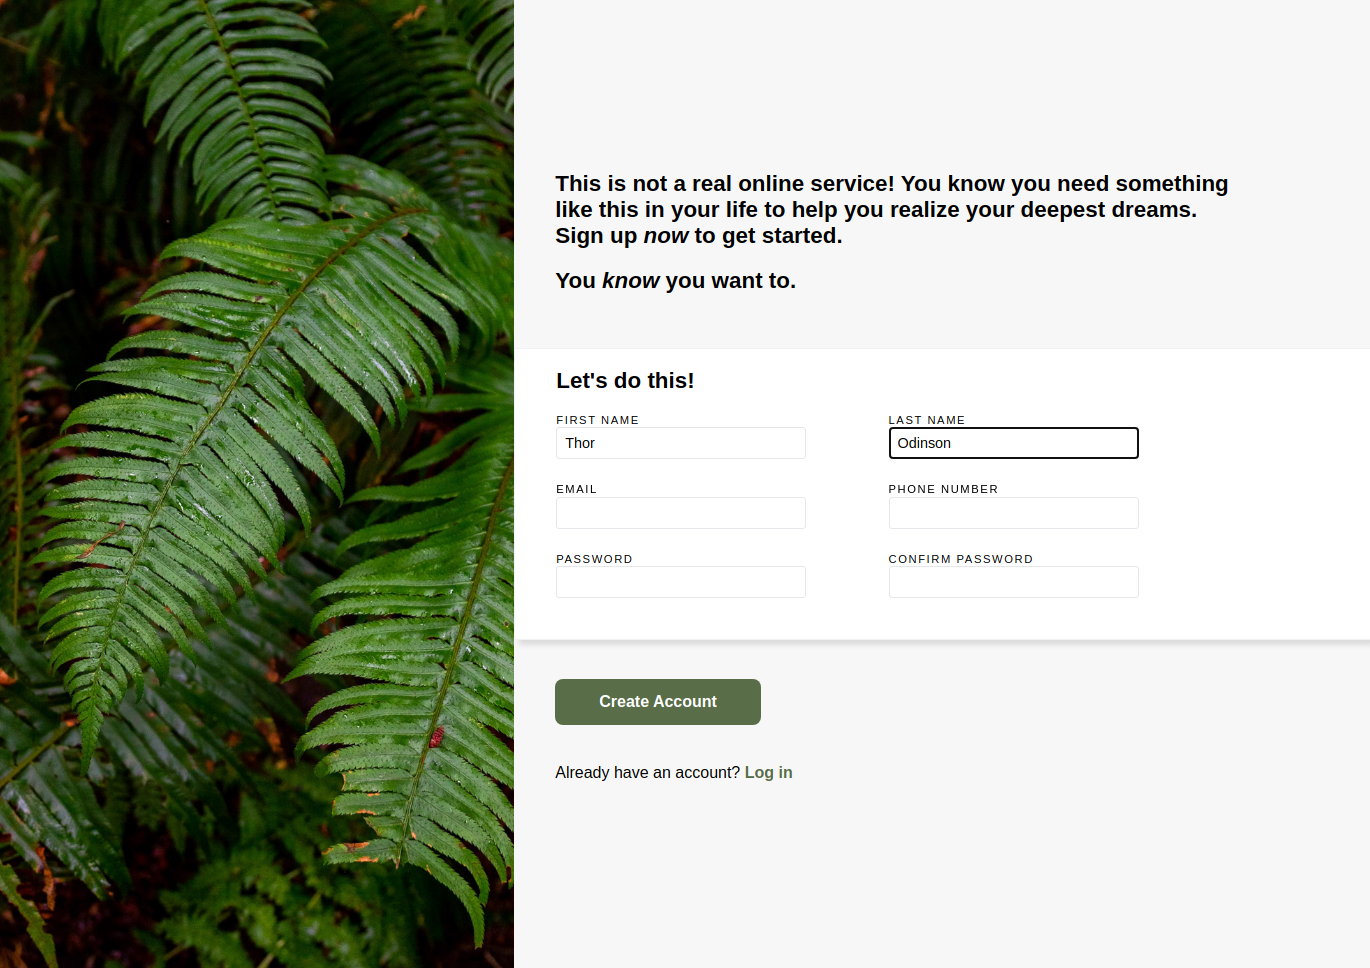 This is not a real online service! You know you need something
like this in your life to help you realize your deepest dreams.
Sign up now to get started.
You know you want to.
Let's do this!
FIRST NAME
Thor
LAST NAME
Odinson
EMAIL
PHONE NUMBER
PASSWORD
CONFIRM PASSWORD
Create Account
Already have an account? Log in